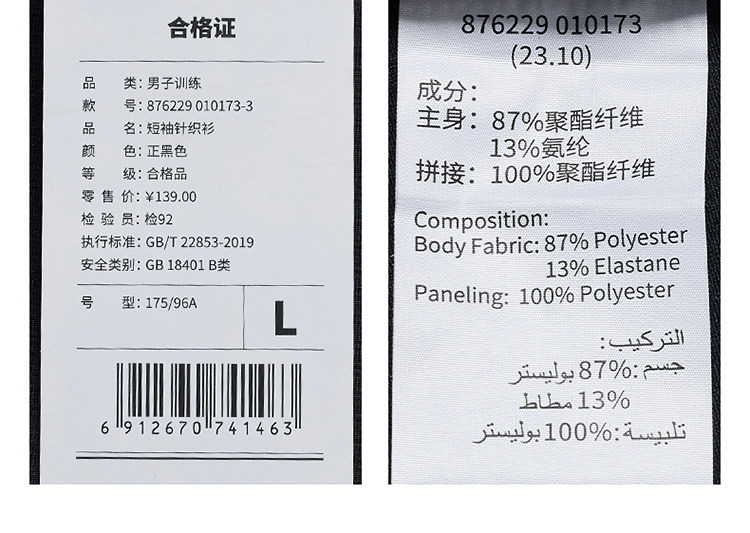 合格证
品 类：男子训练
款 号：876229 010173-3
品 名：短袖针织衫
颜 色：正黑色
等 级：合格品
零 售 价：¥139.00
检 验 员：检92
执行标准：GB/T 22853-2019
安全类别：GB 18401 B类
号 型：175/96A
L
6 912670 741463
876229 010173
(23.10)
成分：
主身：87%聚酯纤维
13%氨纶
拼接：100%聚酯纤维
Composition:
Body Fabric: 87% Polyester
13% Elastane
Paneling: 100% Polyester
التركيب:
جسم :%87 بوليستر
13% مطاط
تلبيسة:%100 بوليستر